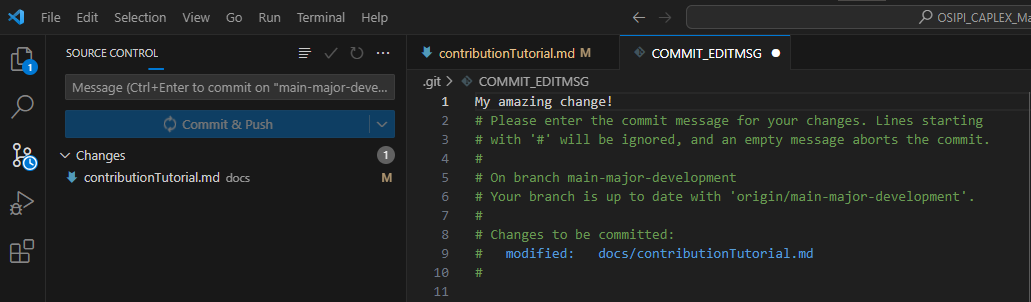 File Edit Selection View Go Run Terminal Help
OSIPI_CAPLEX_Ma
SOURCE CONTROL
Message (Ctrl+Enter to commit on "main-major-deve...
Commit & Push
Changes 1
contributionTutorial.md docs M
1
contributionTutorial.md M
COMMIT_EDITMSG
.git > COMMIT_EDITMSG
1 My amazing change!
2 # Please enter the commit message for your changes. Lines starting
3 # with '#' will be ignored, and an empty message aborts the commit.
4 #
5 # On branch main-major-development
6 # Your branch is up to date with 'origin/main-major-development'.
7 #
8 # Changes to be committed:
9 #   modified:   docs/contributionTutorial.md
10 #
11